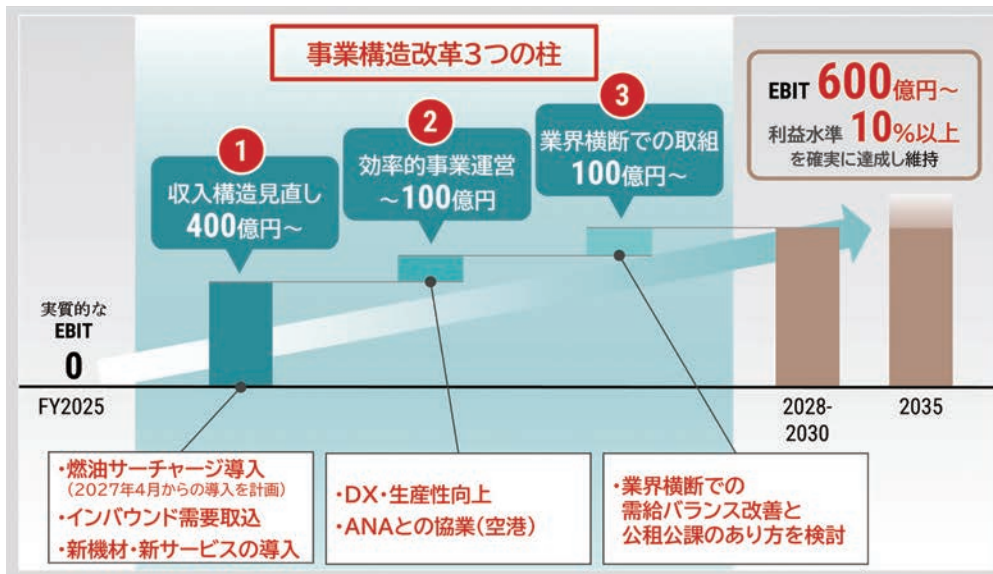 事業構造改革3つの柱
1
収入構造見直し
400億円~
2
効率的事業運営
~100億円
3
業界横断での取組
100億円~
EBIT 600億円~
利益水準 10%以上
を確実に達成し維持
実質的な
EBIT
0
FY2025
2028-
2030
2035
・燃油サーチャージ導入
(2027年4月からの導入を計画)
・インバウンド需要取込
・新機材・新サービスの導入
・DX・生産性向上
・ANAとの協業(空港)
・業界横断での
需給バランス改善と
公租公課のあり方を検討